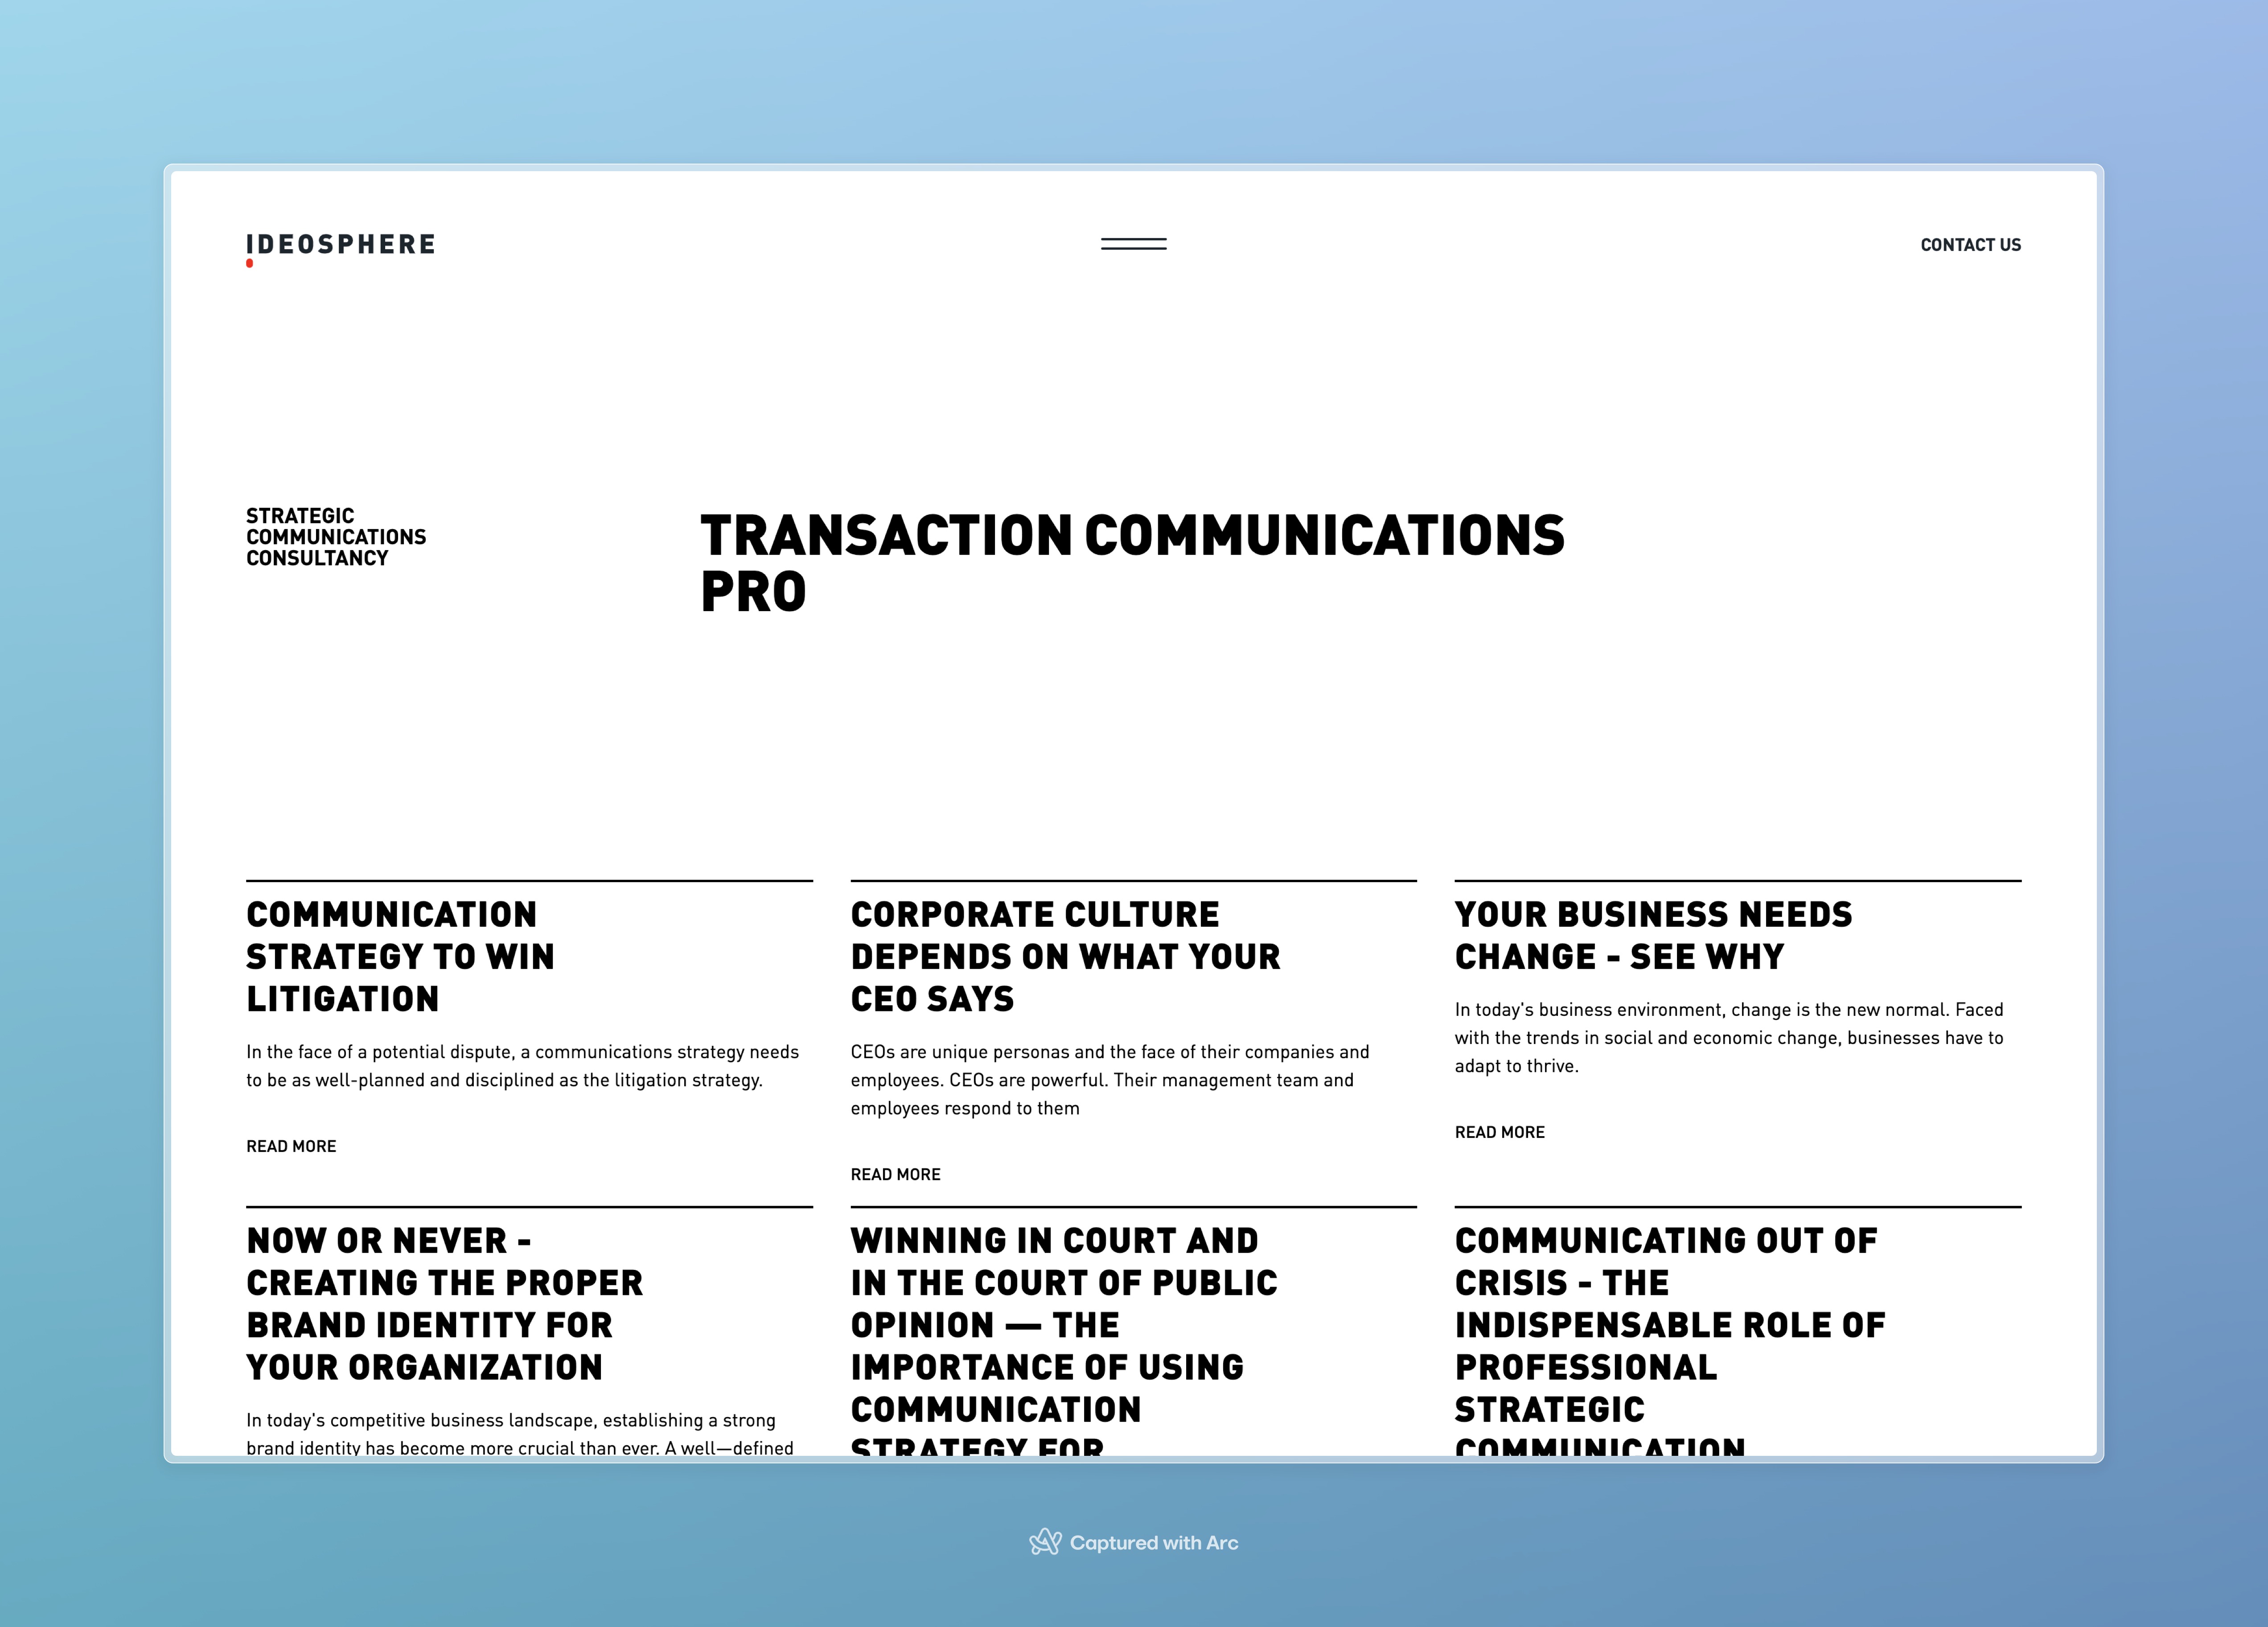 IDEOSPHERE
CONTACT US
STRATEGIC
COMMUNICATIONS
CONSULTANCY
TRANSACTION COMMUNICATIONS
PRO
COMMUNICATION
STRATEGY TO WIN
LITIGATION
In the face of a potential dispute, a communications strategy needs
to be as well-planned and disciplined as the litigation strategy.
READ MORE
CORPORATE CULTURE
DEPENDS ON WHAT YOUR
CEO SAYS
CEOs are unique personas and the face of their companies and
employees. CEOs are powerful. Their management team and
employees respond to them
READ MORE
YOUR BUSINESS NEEDS
CHANGE - SEE WHY
In today's business environment, change is the new normal. Faced
with the trends in social and economic change, businesses have to
adapt to thrive.
READ MORE
NOW OR NEVER -
CREATING THE PROPER
BRAND IDENTITY FOR
YOUR ORGANIZATION
In today's competitive business landscape, establishing a strong
brand identity has become more crucial than ever. A well—defined
WINNING IN COURT AND
IN THE COURT OF PUBLIC
OPINION — THE
IMPORTANCE OF USING
COMMUNICATION
STRATEGY FOR
COMMUNICATING OUT OF
CRISIS - THE
INDISPENSABLE ROLE OF
PROFESSIONAL
STRATEGIC
COMMUNICATION
Captured with Arc